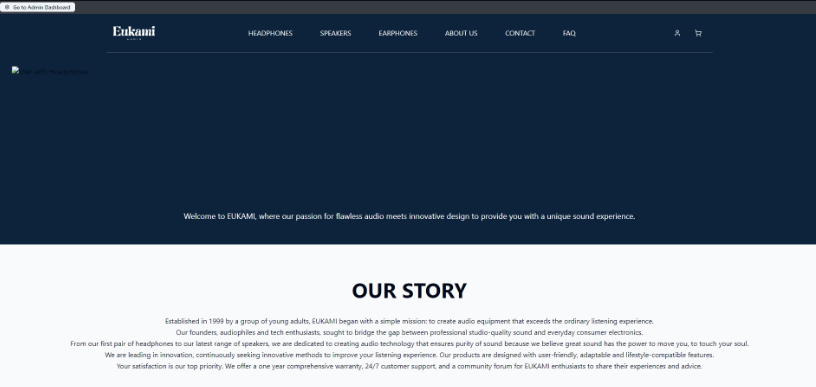 Go to Admin Dashboard
Eukami
AUDIO
HEADPHONES SPEAKERS EARPHONES ABOUT US CONTACT FAQ
Welcome to EUKAMI, where our passion for flawless audio meets innovative design to provide you with a unique sound experience.
OUR STORY
Established in 1999 by a group of young adults, EUKAMI began with a simple mission: to create audio equipment that exceeds the ordinary listening experience.
Our founders, audiophiles and tech enthusiasts, sought to bridge the gap between professional studio-quality sound and everyday consumer electronics.
From our first pair of headphones to our latest range of speakers, we are dedicated to creating audio technology that ensures purity of sound because we believe great sound has the power to move you, to touch your soul.
We are leading in innovation, continuously seeking innovative methods to improve your listening experience. Our products are designed with user-friendly, adaptable and lifestyle-compatible features.
Your satisfaction is our top priority. We offer a one year comprehensive warranty, 24/7 customer support, and a community forum for EUKAMI enthusiasts to share their experiences and advice.